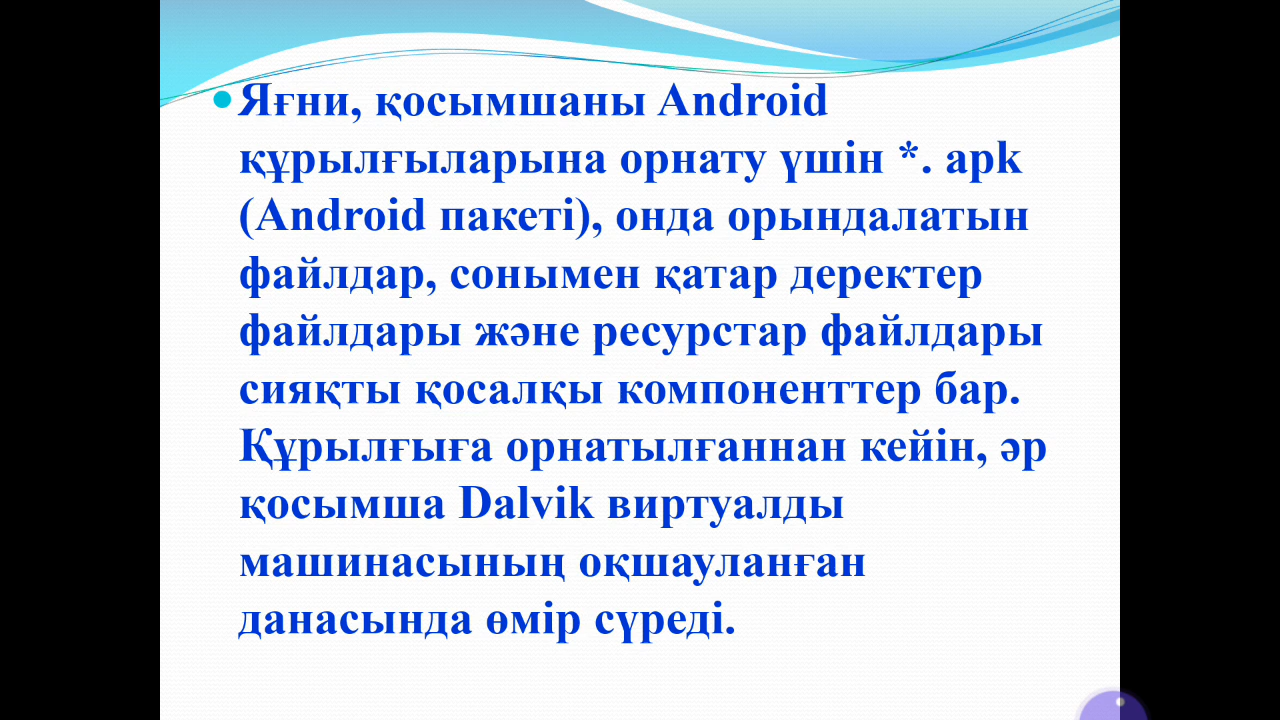 Яғни, қосымшаны Android
құрылғыларына орнату үшін *. apk
(Android пакеті), онда орындалатын
файлдар, сонымен қатар деректер
файлдары және ресурстар файлдары
сияқты қосалқы компоненттер бар.
Құрылғыға орнатылғаннан кейін, әр
қосымша Dalvik виртуалды
машинасының оқшауланған
данасында өмір сүреді.